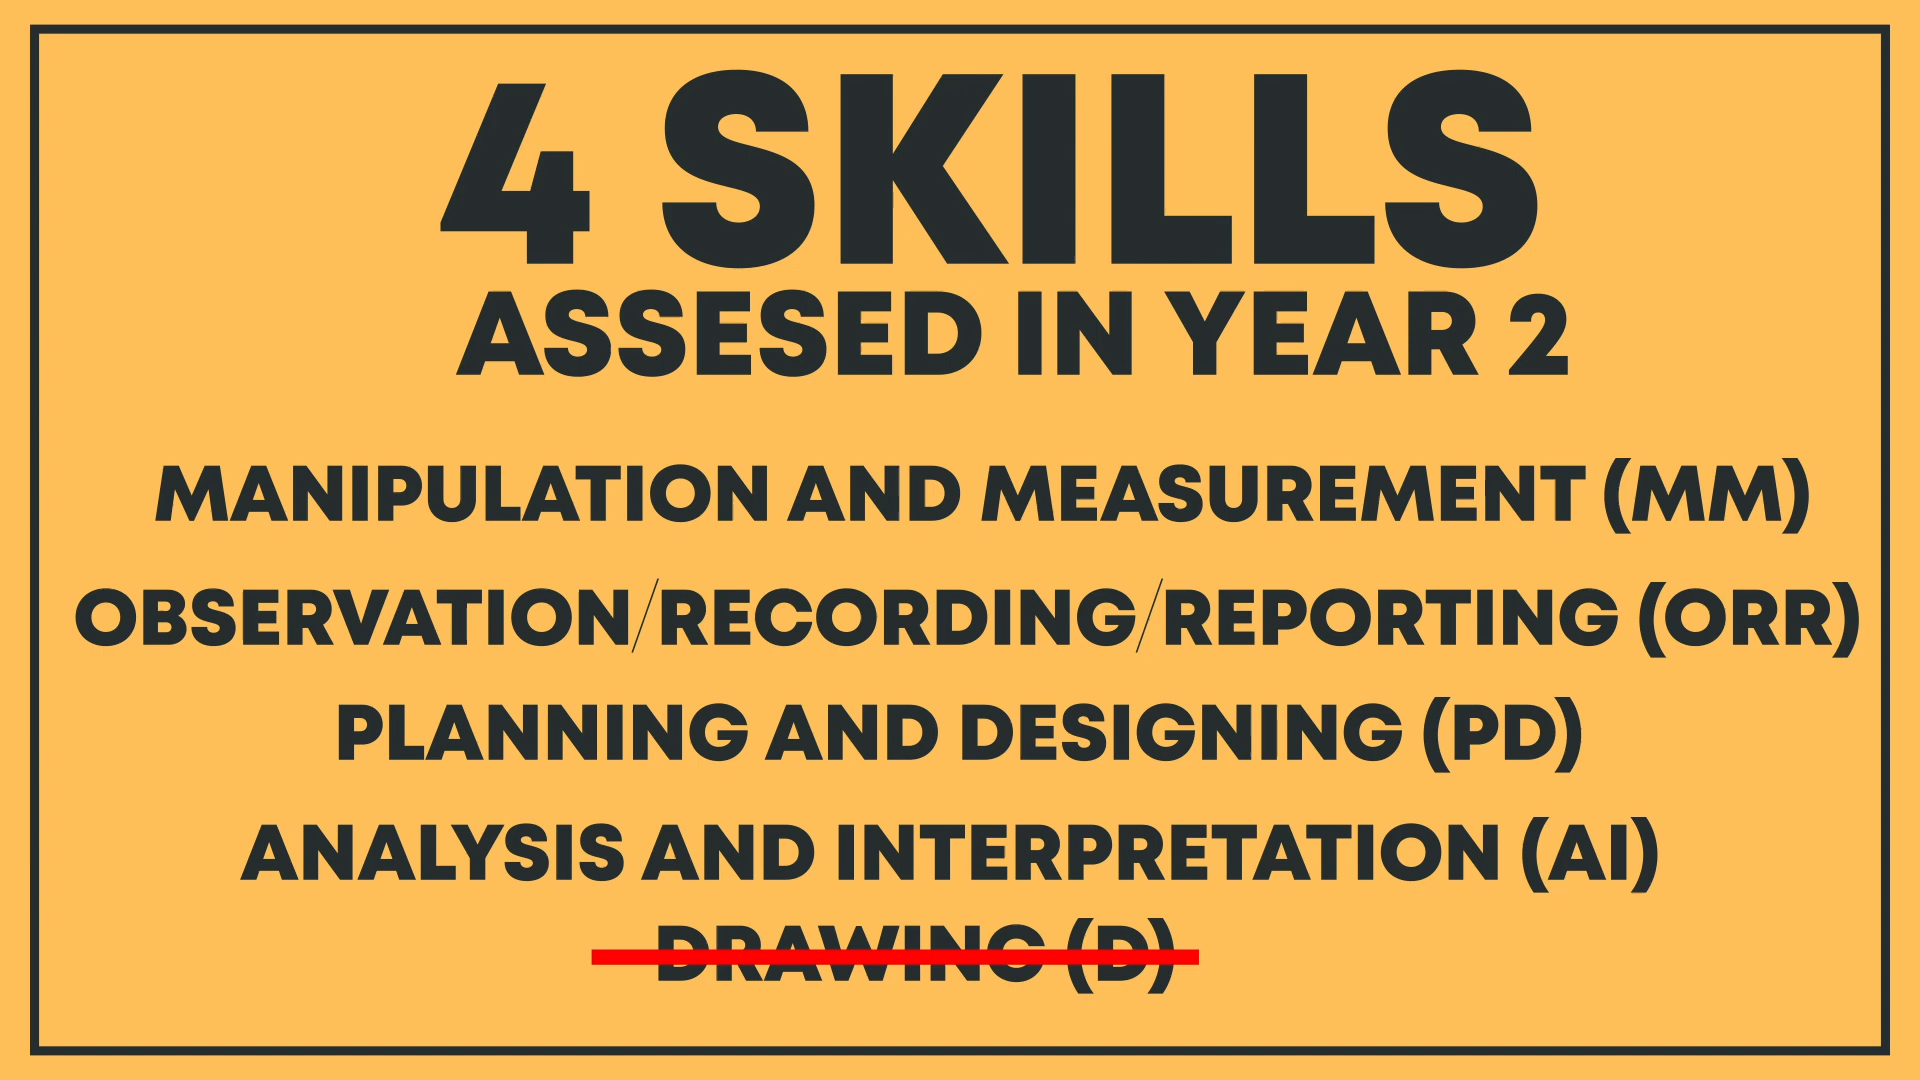 4 SKILLS
ASSESED IN YEAR 2
MANIPULATION AND MEASUREMENT (MM)
OBSERVATION/RECORDING/REPORTING (ORR)
PLANNING AND DESIGNING (PD)
ANALYSIS AND INTERPRETATION (AI)
DRAWING (D)